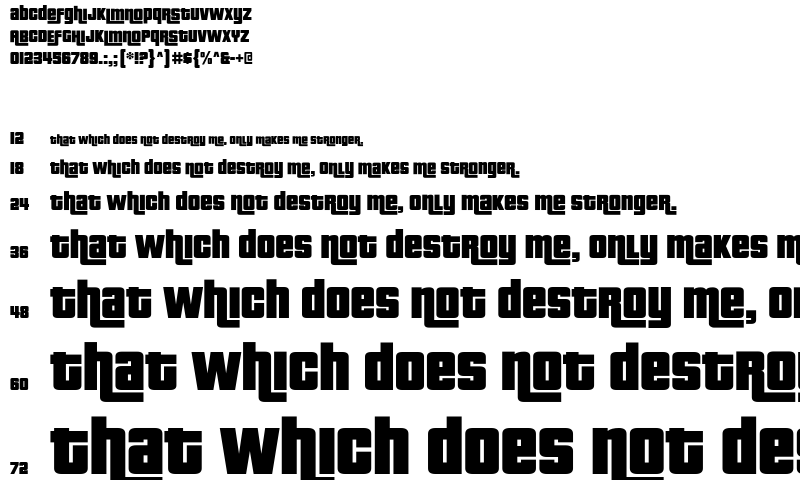 abcdefghijklmnopqrstuvwxyz
ABCDEFGHIJKLMNOPQRSTUVWXYZ
0123456789.:,;[*!?}^]#${%^&-+@
12 that which does not destroy me, only makes me stronger.
18 that which does not destroy me, only makes me stronger.
24 that which does not destroy me, only makes me stronger.
36 that which does not destroy me, only makes m
48 that which does not destroy me, on
60 that which does not destro
72 that which does not des